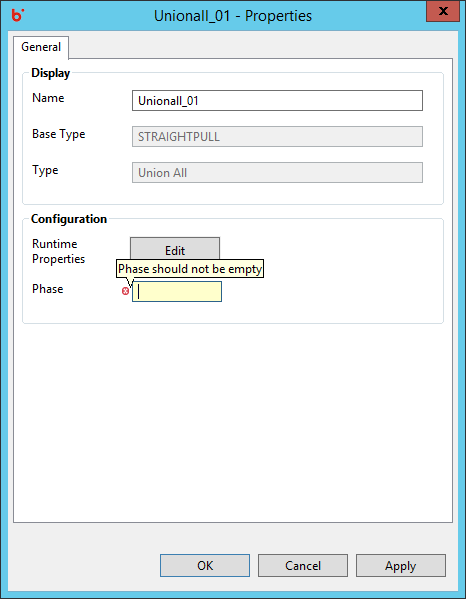 Unionall_01 - Properties
General
Display
Name
Unionall_01
Base Type
STRAIGHTPULL
Type
Union All
Configuration
Runtime
Properties
Edit
Phase should not be empty
Phase
OK
Cancel
Apply